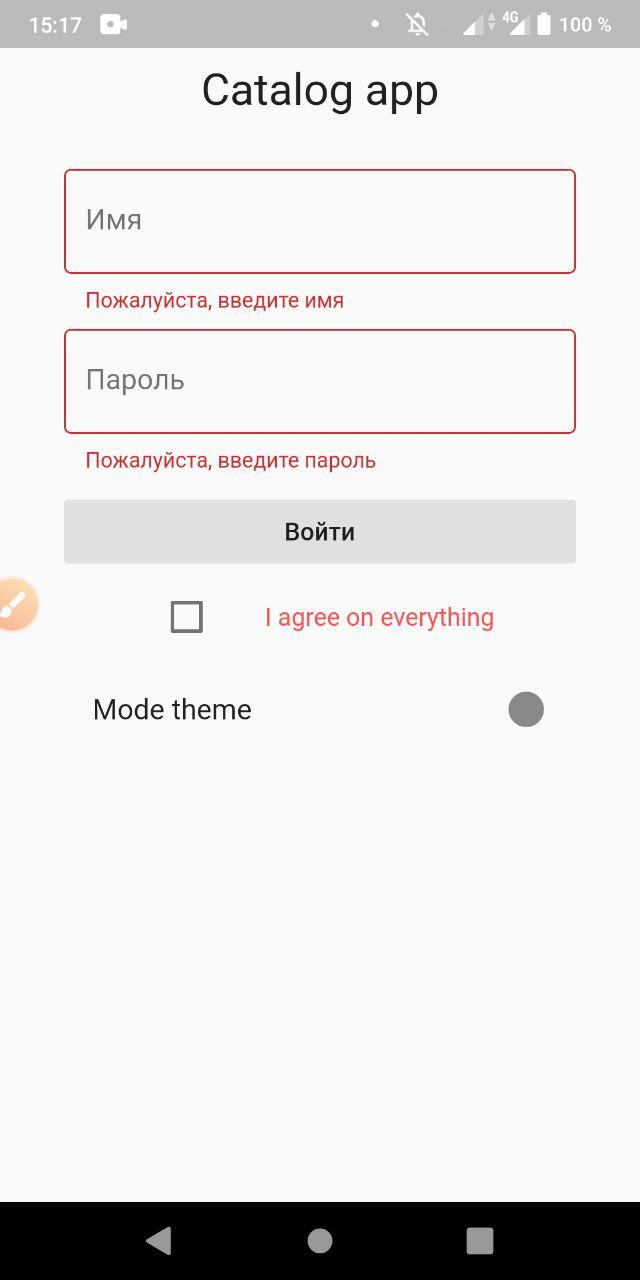 15:17
4G
100 %
Catalog app
Имя
Пожалуйста, введите имя
Пароль
Пожалуйста, введите пароль
Войти
I agree on everything
Mode theme